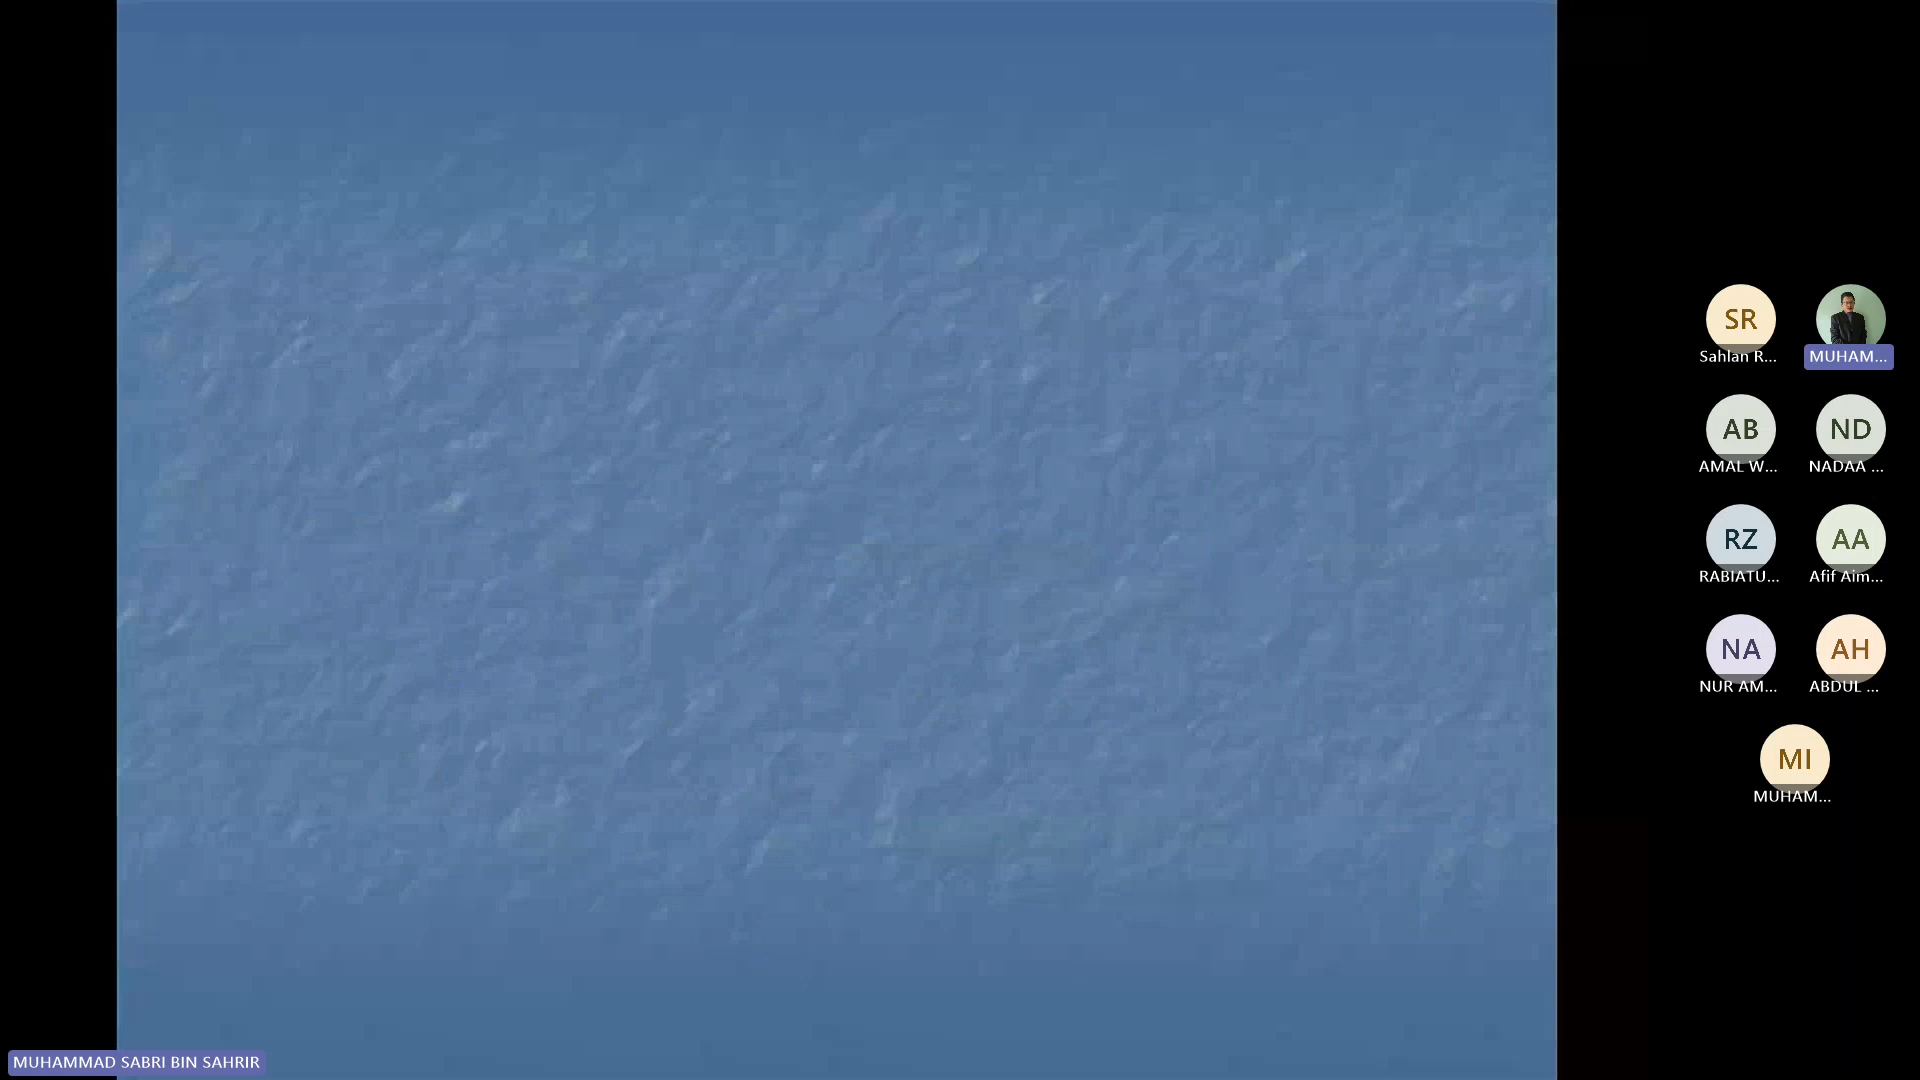 SR
Sahlan R...
MUHAM...
AB
AMAL W...
ND
NADAA ...
RZ
RABIATU...
AA
Afif Aim...
NA
NUR AM...
AH
ABDUL ...
MI
MUHAM...
MUHAMMAD SABRI BIN SAHRIR